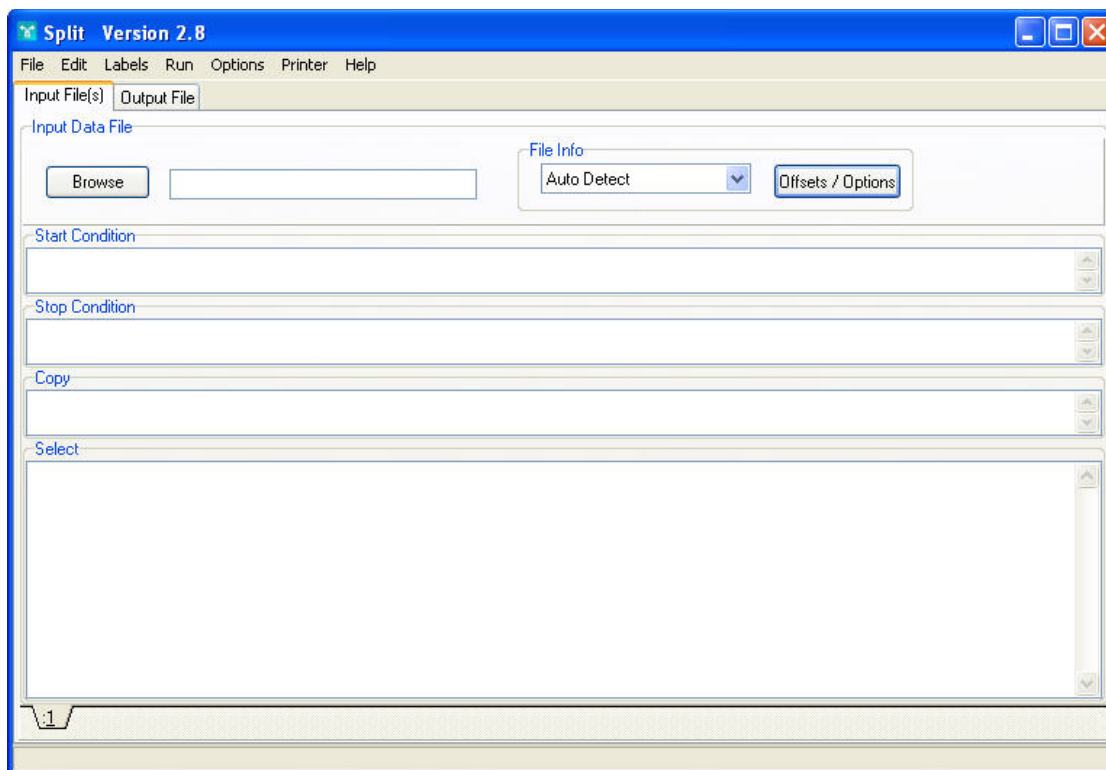 Split Version 2.8
File Edit Labels Run Options Printer Help
Input File(s) Output File
Input Data File
File Info
Browse Auto Detect Offsets / Options
Start Condition
Stop Condition
Copy
Select
:1